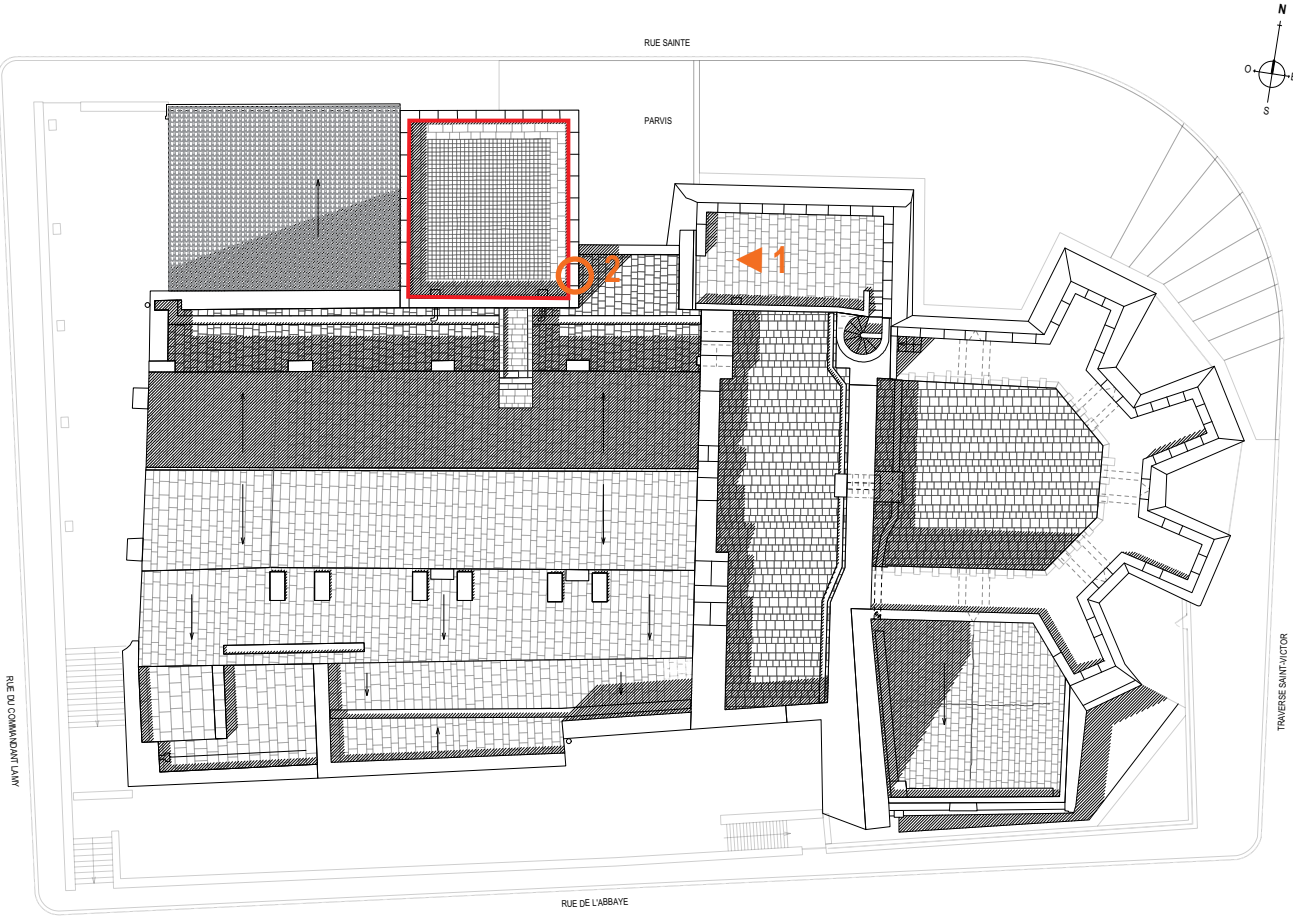 N
RUE SAINTE
O
E
S
PARVIS
1
2
RUE DU COMMANDANT LAMY
TRAVERSE SAINT-VICTOR
RUE DE L'ABBAYE